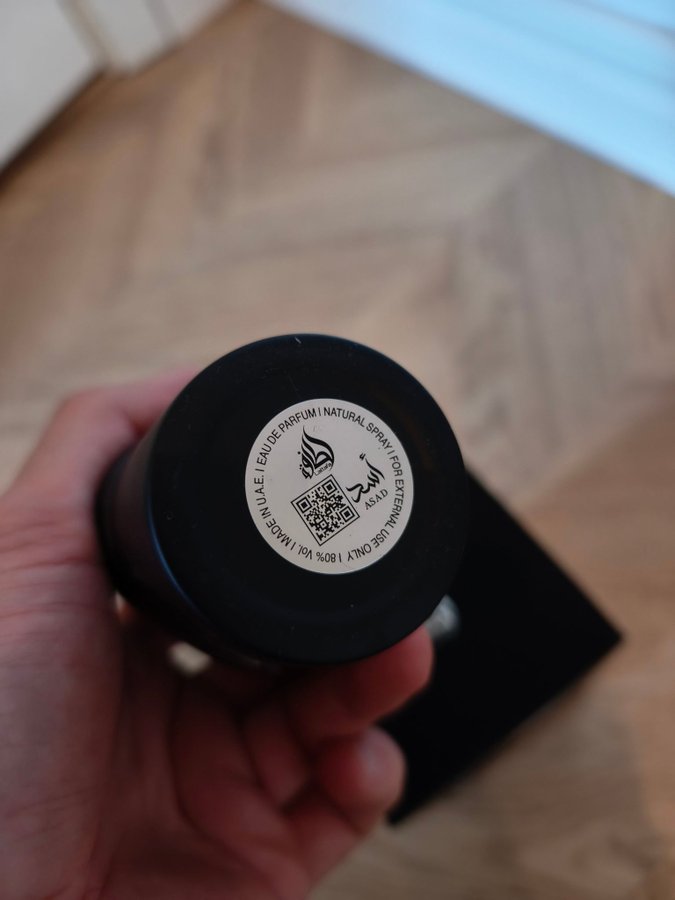 EAU DE PARFUM | NATURAL SPRAY | FOR EXTERNAL USE ONLY | 80% Vol. | MADE IN U.A.E. |
لطافة
Lattafa
أسد
ASAD